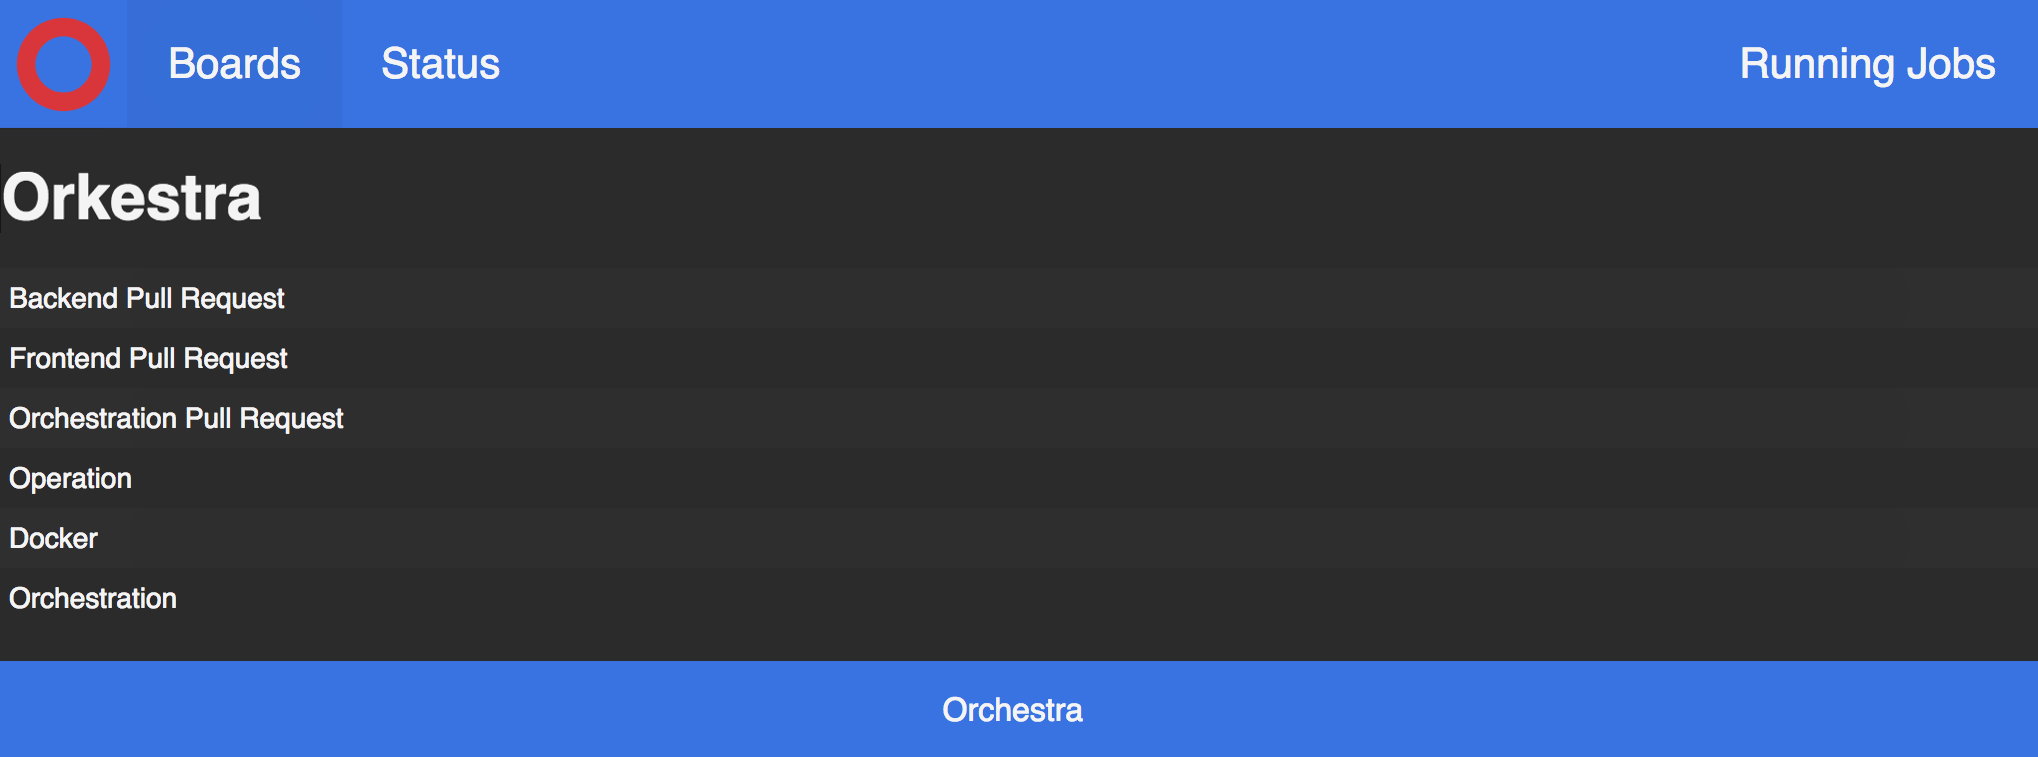 Boards Status Running Jobs
Orkestra
Backend Pull Request
Frontend Pull Request
Orchestration Pull Request
Operation
Docker
Orchestration
Orchestra